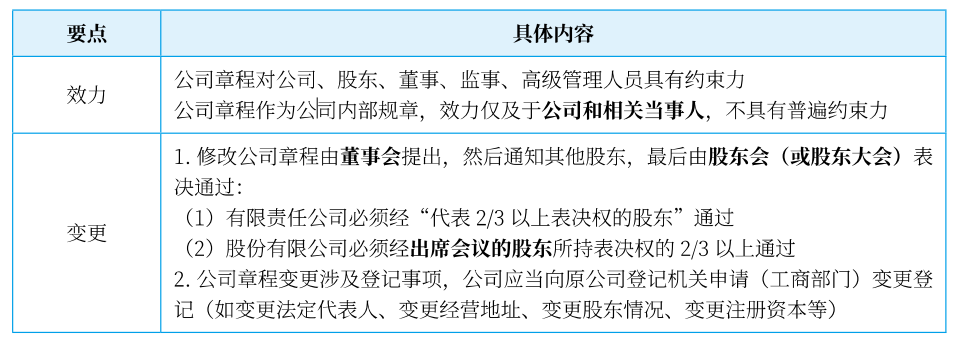 要点 具体内容
效力
公司章程对公司、股东、董事、监事、高级管理人员具有约束力
公司章程作为公司内部规章，效力仅及于公司和相关当事人，不具有普遍约束力
变更
1. 修改公司章程由董事会提出，然后通知其他股东，最后由股东会（或股东大会）表
决通过：
（1）有限责任公司必须经“代表 2/3 以上表决权的股东”通过
（2）股份有限公司必须经出席会议的股东所持表决权的 2/3 以上通过
2. 公司章程变更涉及登记事项，公司应当向原公司登记机关申请（工商部门）变更登
记（如变更法定代表人、变更经营地址、变更股东情况、变更注册资本等）